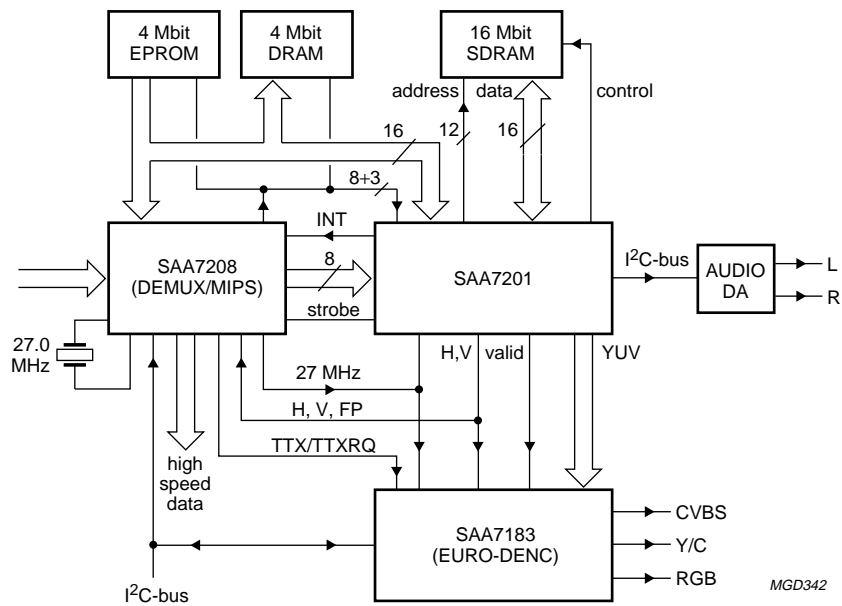 4 Mbit
EPROM
4 Mbit
DRAM
16 Mbit
SDRAM
address
data
control
16
12
16
8+3
INT
SAA7208
(DEMUX/MIPS)
8
strobe
SAA7201
I²C-bus
AUDIO
DA
L
R
27.0
MHz
H,V
valid
YUV
27 MHz
H, V, FP
TTX/TTXRQ
high
speed
data
SAA7183
(EURO-DENC)
CVBS
Y/C
RGB
I²C-bus
MGD342